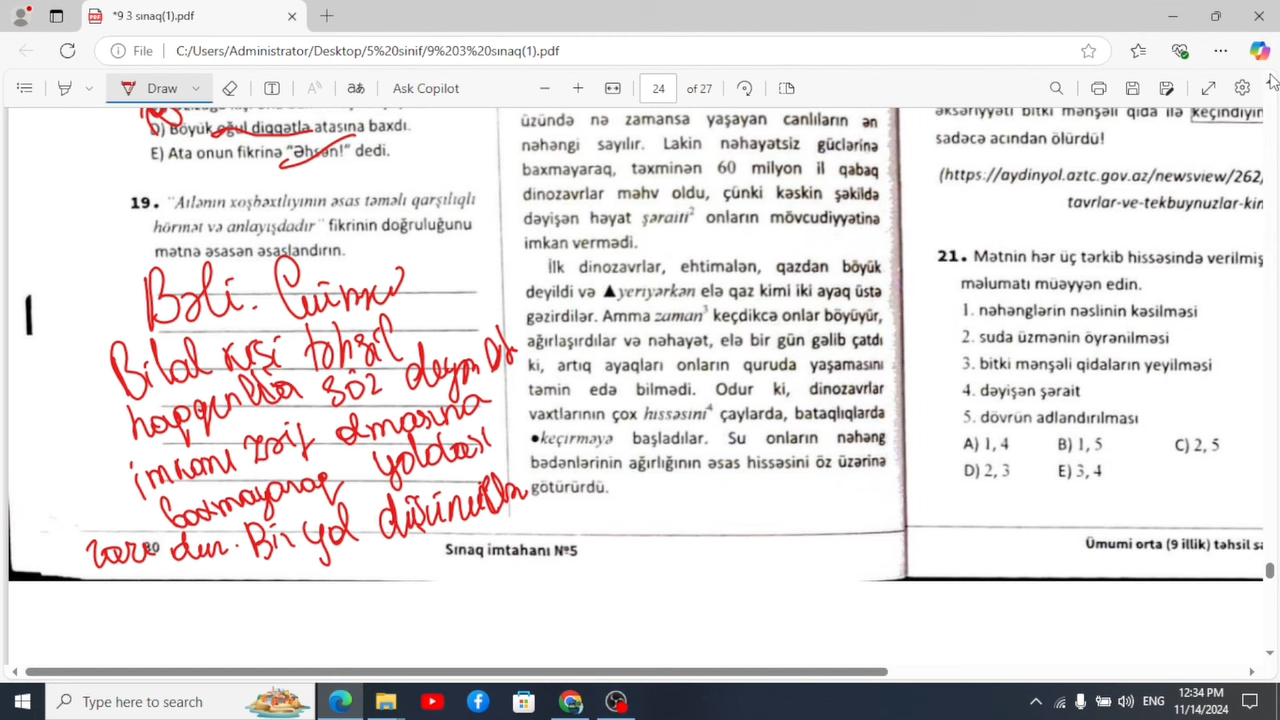 *9 3 sınaq(1).pdf
File C:/Users/Administrator/Desktop/5%20sinif/9%203%20sınaq(1).pdf
Draw
Ask Copilot
24 of 27
D) Böyük oğul diqqətlə atasına baxdı.
E) Ata onun fikrinə “Əhsən!” dedi.
19. “Ailənin xoşbəxtliyinin əsas təməli qarşılıqlı
hörmət və anlayışdadır” fikrinin doğruluğunu
mətnə əsasən əsaslandırın.
Bəli. Çünki
Bilal kişi təhsil
haqqında söz deyən
imkanı zəif olmasına
baxmayaraq yoldaşı
dur. Bir yol
80
Sınaq imtahanı №5
üzündə nə zamansa yaşayan canlıların ən
nəhəngi sayılır. Lakin nəhayətsiz güclərinə
baxmayaraq, təxminən 60 milyon il qabaq
dinozavrlar məhv oldu, çünki kəskin şəkildə
dəyişən həyat şəraiti² onların mövcudiyyətinə
imkan vermədi.
İlk dinozavrlar, ehtimalən, qazdan böyük
deyildi və ▲yeriyərkən elə qaz kimi iki ayaq üstə
gəzirdilər. Amma zaman³ keçdikcə onlar böyüyür,
ağırlaşırdılar və nəhayət, elə bir gün gəlib çatdı
ki, artıq ayaqları onların quruda yaşamasını
təmin edə bilmədi. Odur ki, dinozavrlar
vaxtlarının çox hissəsini⁴ çaylarda, bataqlıqlarda
●keçirməyə başladılar. Su onların nəhəng
bədənlərinin ağırlığının əsas hissəsini öz üzərinə
götürürdü.
əksəriyyəti bitki mənşəli qida ilə keçindiyin
sadəcə acından ölürdü!
(https://aydinyol.aztc.gov.az/newsview/262/
tavrlar-ve-tekbuynuzlar-kin
21. Mətnin hər üç tərkib hissəsində verilmiş
məlumatı müəyyən edin.
1. nəhənglərin nəslinin kəsilməsi
2. suda üzmənin öyrənilməsi
3. bitki mənşəli qidaların yeyilməsi
4. dəyişən şərait
5. dövrün adlandırılması
A) 1, 4 B) 1, 5 C) 2, 5
D) 2, 3 E) 3, 4
Ümumi orta (9 illik) təhsil sə
Type here to search
ENG
12:34 PM
11/14/2024